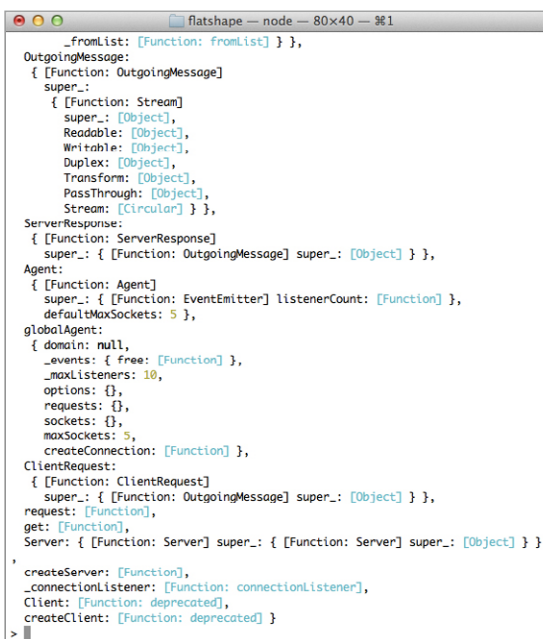 flatshape — node — 80×40 — ⌘1
_fromList: [Function: fromList] } },
OutgoingMessage:
{ [Function: OutgoingMessage]
super_:
{ [Function: Stream]
super_: [Object],
Readable: [Object],
Writable: [Object],
Duplex: [Object],
Transform: [Object],
PassThrough: [Object],
Stream: [Circular] } },
ServerResponse:
{ [Function: ServerResponse]
super_: { [Function: OutgoingMessage] super_: [Object] } },
Agent:
{ [Function: Agent]
super_: { [Function: EventEmitter] listenerCount: [Function] },
defaultMaxSockets: 5 },
globalAgent:
{ domain: null,
_events: { free: [Function] },
_maxListeners: 10,
options: {},
requests: {},
sockets: {},
maxSockets: 5,
createConnection: [Function] },
ClientRequest:
{ [Function: ClientRequest]
super_: { [Function: OutgoingMessage] super_: [Object] } },
request: [Function],
get: [Function],
Server: { [Function: Server] super_: { [Function: Server] super_: [Object] } }
,
createServer: [Function],
_connectionListener: [Function: connectionListener],
Client: [Function: deprecated],
createClient: [Function: deprecated] }
>